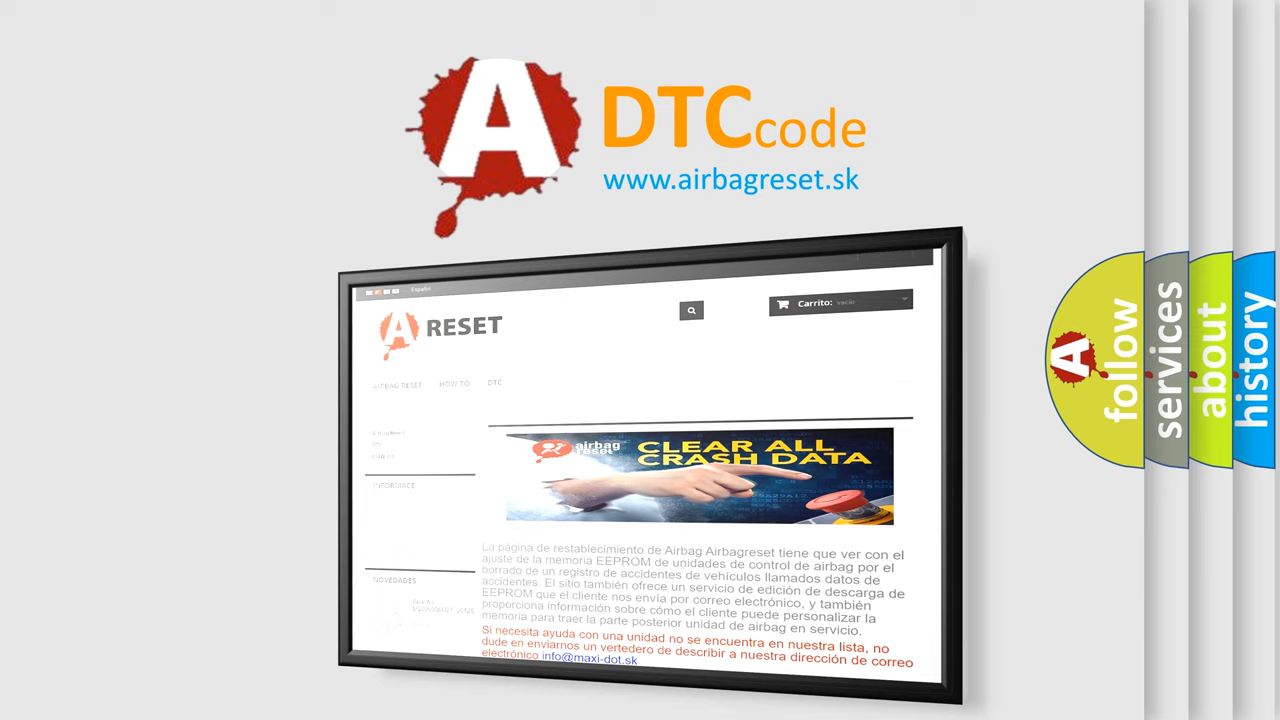 A DTC code
www.airbagreset.sk
Español
A RESET
Carrito: vacío
AIRBAG RESET HOW TO DTC
airbag reset
CLEAR ALL
CRASH DATA
INFORMACE
La página de restablecimiento de Airbag Airbagreset tiene que ver con el
ajuste de la memoria EEPROM de unidades de control de airbag por el
borrado de un registro de accidentes de vehículos llamados datos de
accidentes. El sitio también ofrece un servicio de edición de descarga de
EEPROM que el cliente nos envía por correo electrónico, y también
proporciona información sobre cómo el cliente puede personalizar la
memoria para traer la parte posterior unidad de airbag en servicio.
NOVEDADES
Si necesita ayuda con una unidad no se encuentra en nuestra lista, no
dude en enviarnos un vertedero de describir a nuestra dirección de correo
electrónico info@maxi-dot.sk
A
follow
services
about
history